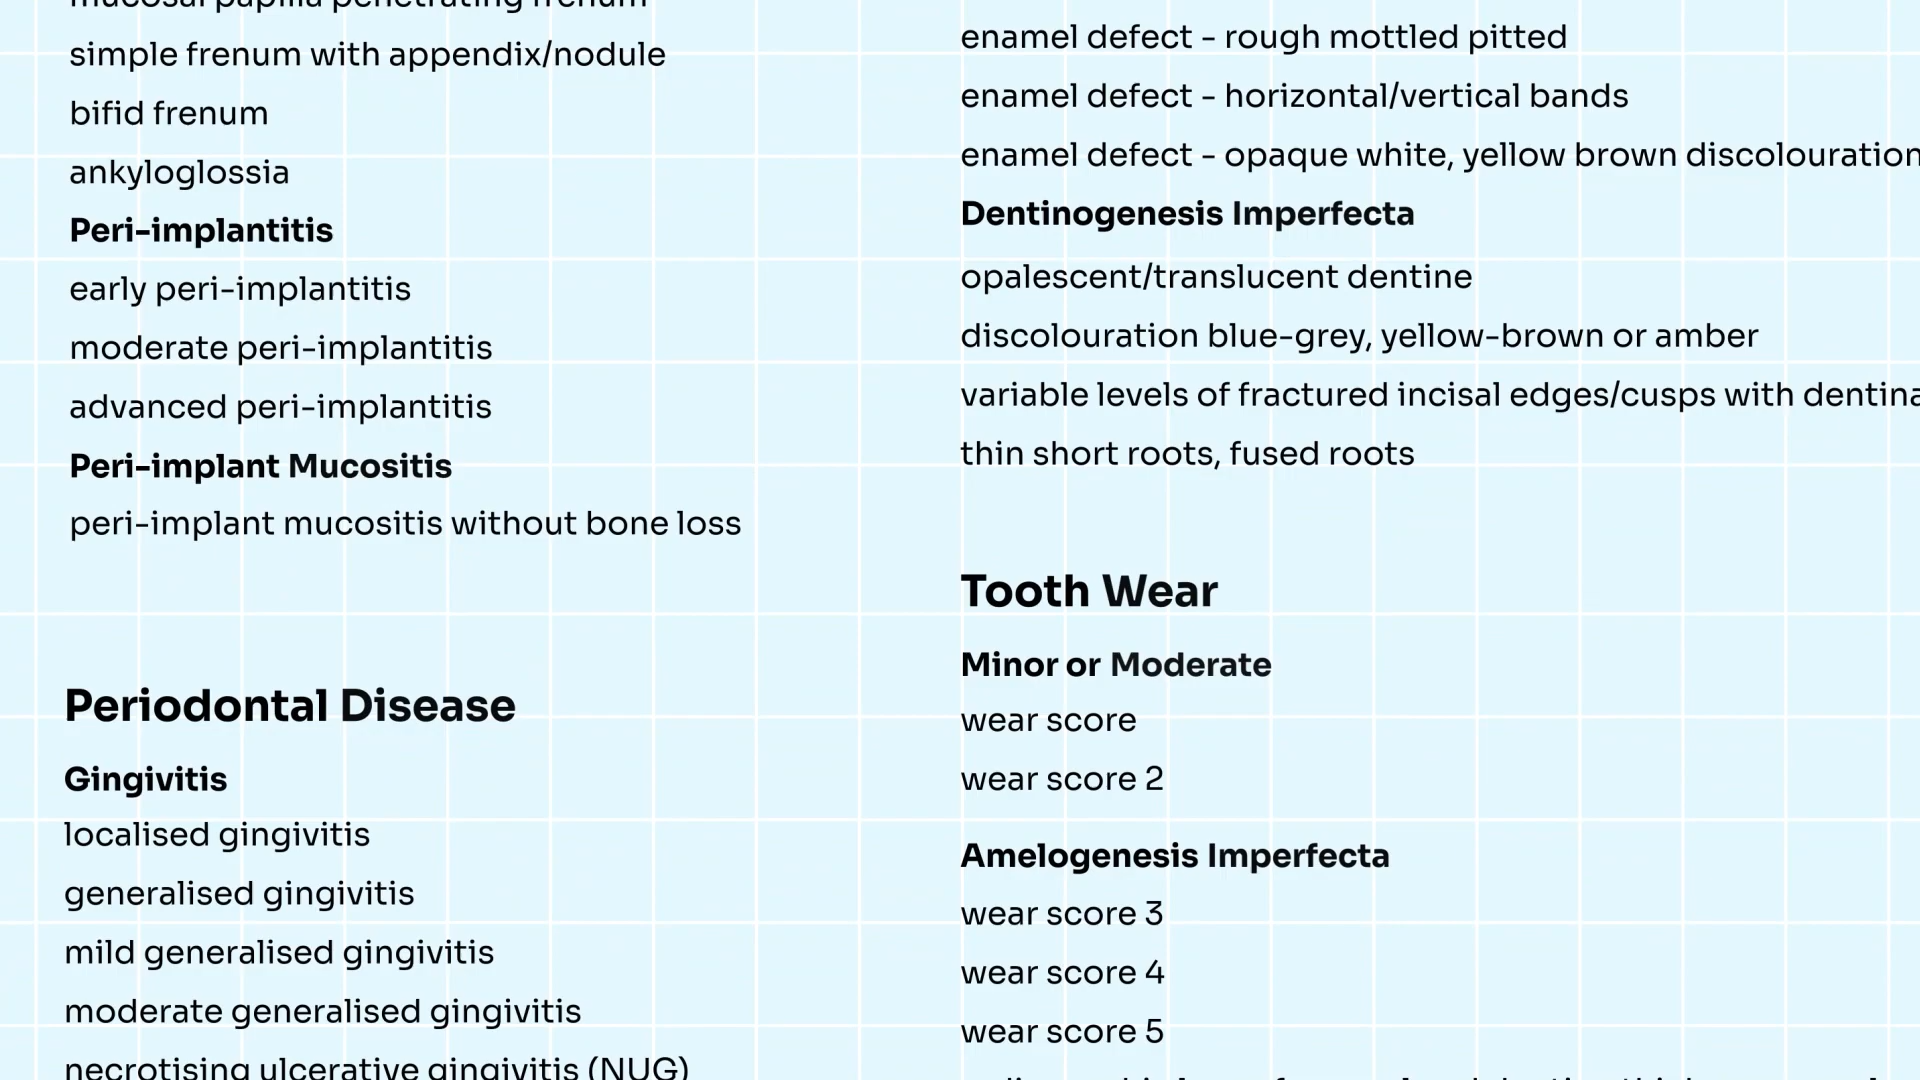 mucosal papilla penetrating frenum
simple frenum with appendix/nodule
bifid frenum
ankyloglossia
Peri-implantitis
early peri-implantitis
moderate peri-implantitis
advanced peri-implantitis
Peri-implant Mucositis
peri-implant mucositis without bone loss
Periodontal Disease
Gingivitis
localised gingivitis
generalised gingivitis
mild generalised gingivitis
moderate generalised gingivitis
necrotising ulcerative gingivitis (NUG)
enamel defect - rough mottled pitted
enamel defect - horizontal/vertical bands
enamel defect - opaque white, yellow brown discolouration
Dentinogenesis Imperfecta
opalescent/translucent dentine
discolouration blue-grey, yellow-brown or amber
variable levels of fractured incisal edges/cusps with
thin short roots, fused roots
Tooth Wear
Minor or Moderate
wear score
wear score 2
Amelogenesis Imperfecta
wear score 3
wear score 4
wear score 5